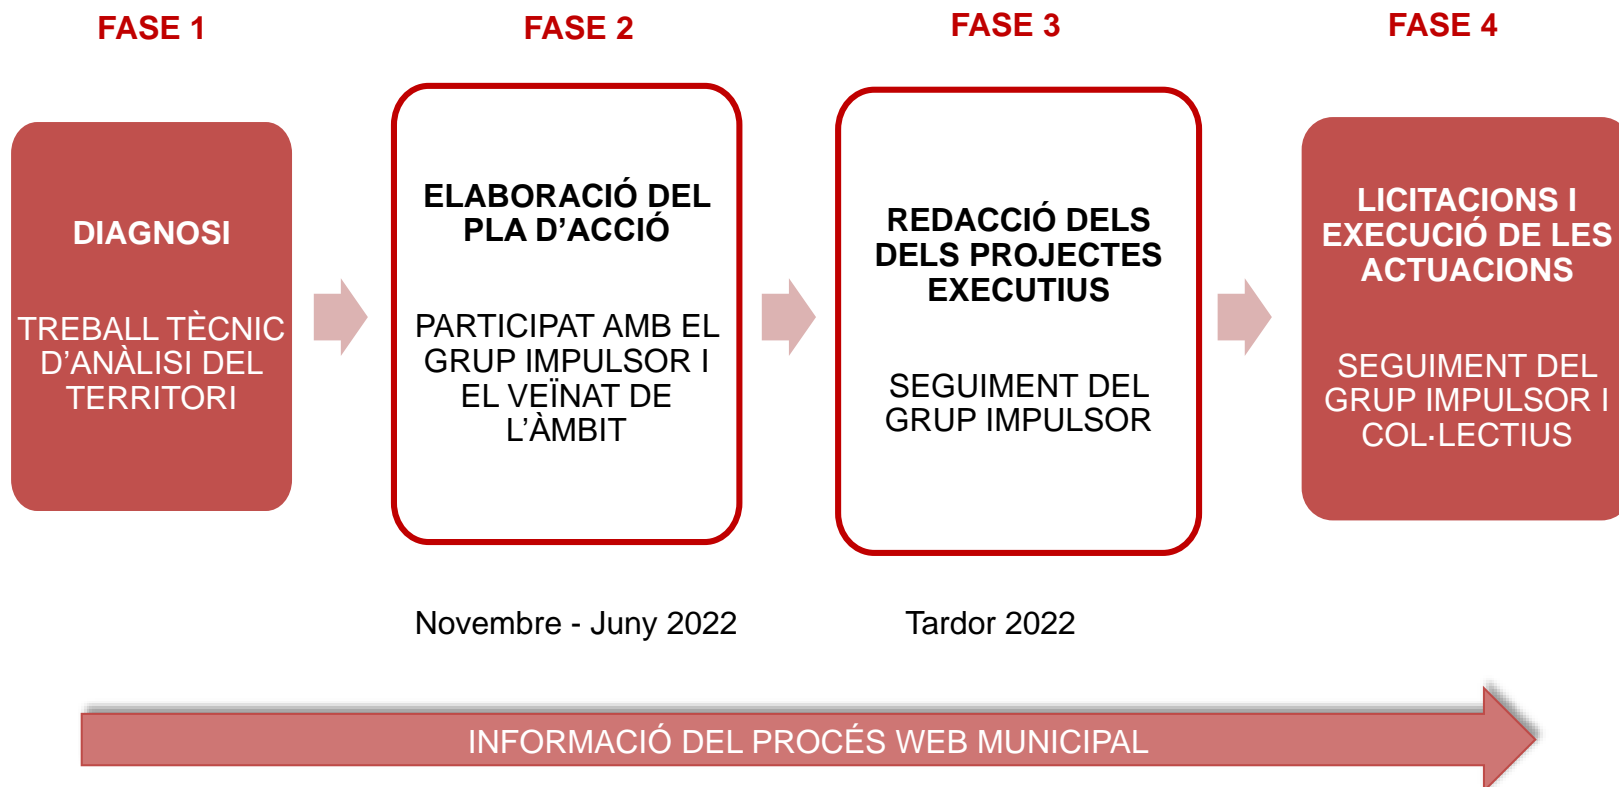 FASE 1
FASE 2
FASE 3
FASE 4
DIAGNOSI
TREBALL TÈCNIC
D’ANÀLISI DEL
TERRITORI
ELABORACIÓ DEL
PLA D’ACCIÓ
PARTICIPAT AMB EL
GRUP IMPULSOR I
EL VEÏNAT DE
L’ÀMBIT
REDACCIÓ DELS
DELS PROJECTES
EXECUTIUS
SEGUIMENT DEL
GRUP IMPULSOR
LICITACIONS I
EXECUCIÓ DE LES
ACTUACIONS
SEGUIMENT DEL
GRUP IMPULSOR I
COL·LECTIUS
Novembre - Juny 2022
Tardor 2022
INFORMACIÓ DEL PROCÉS WEB MUNICIPAL